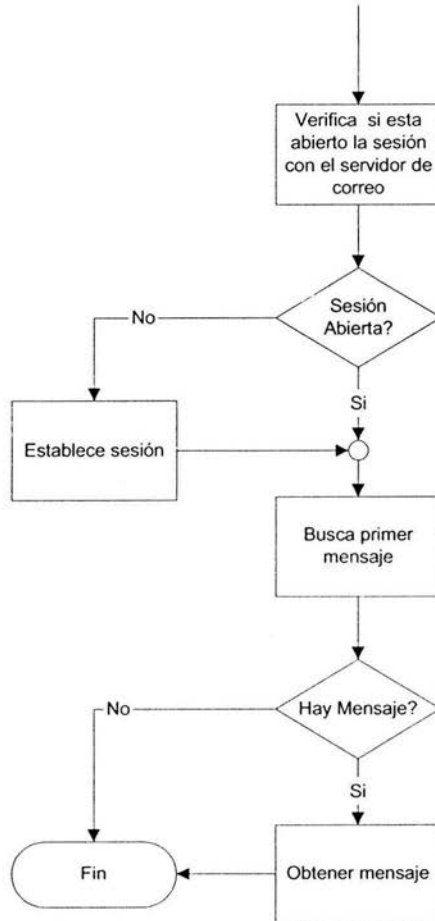 Verifica si esta
abierto la sesión
con el servidor de
correo
Sesión
Abierta?
No
Si
Establece sesión
Busca primer
mensaje
Hay Mensaje?
No
Si
Fin
Obtener mensaje